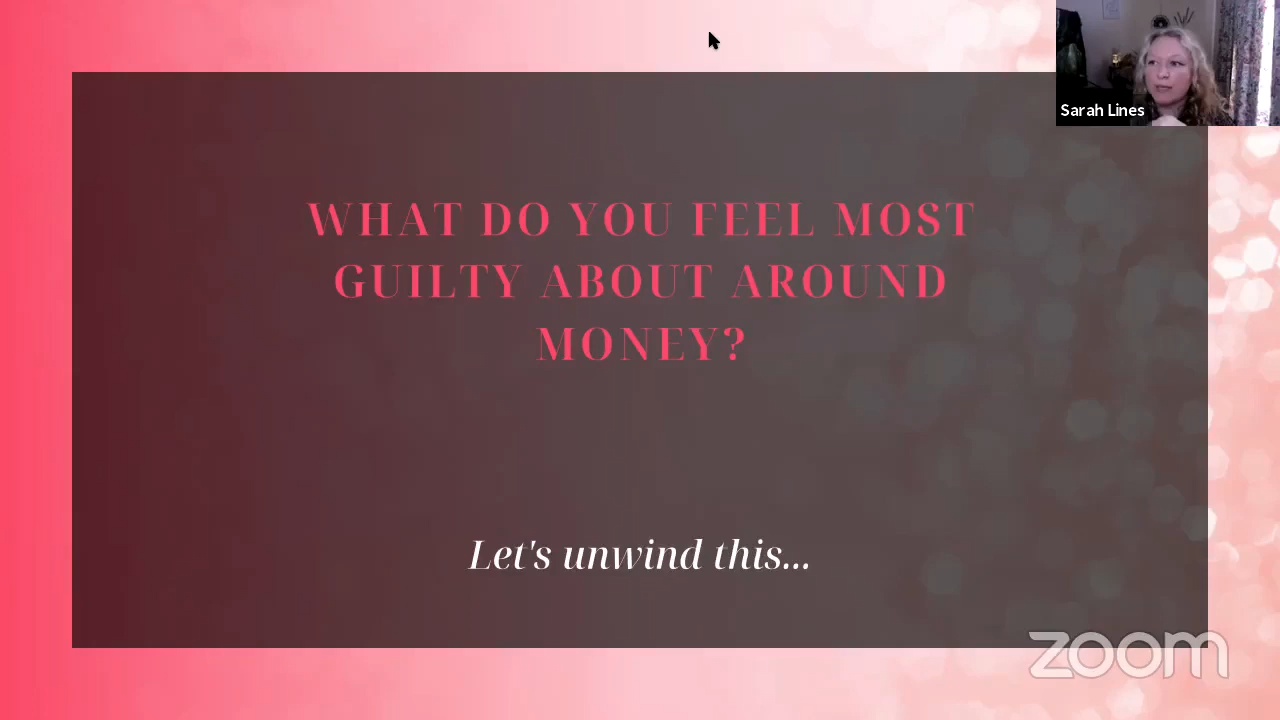 Sarah Lines
WHAT DO YOU FEEL MOST
GUILTY ABOUT AROUND
MONEY?
Let's unwind this...
zoom